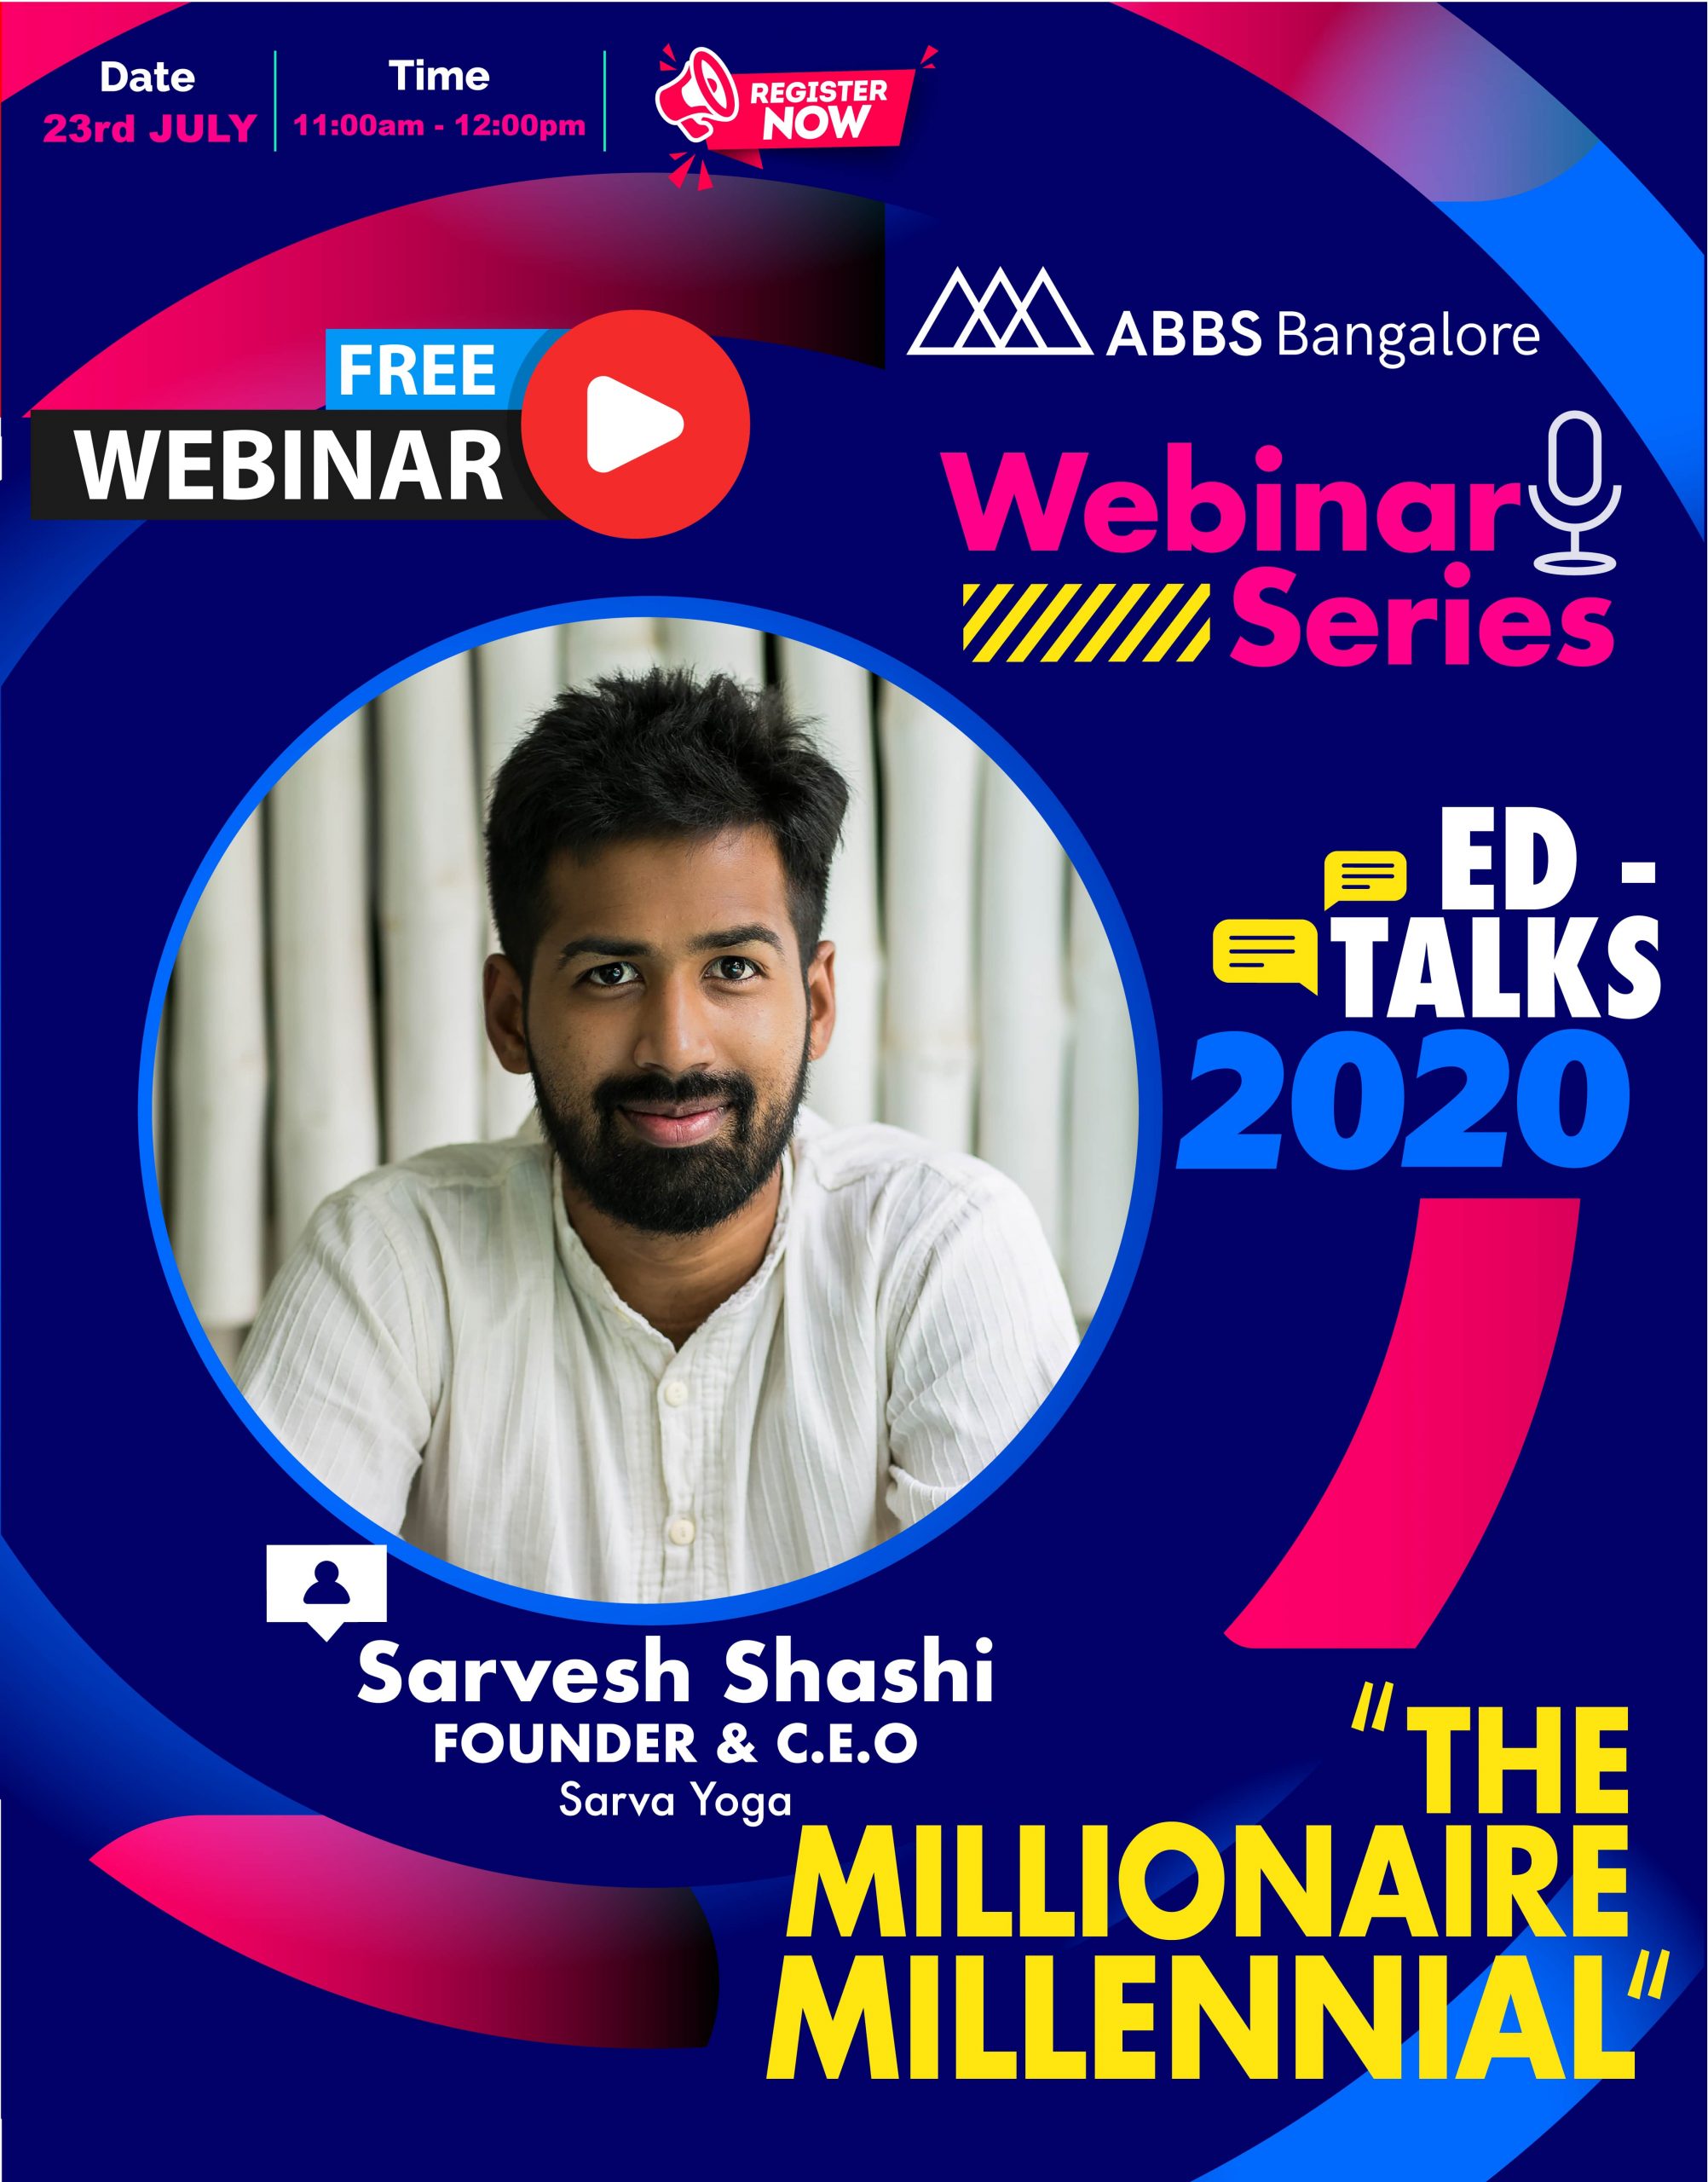 Date
23rd JULY
Time
11:00am - 12:00pm
REGISTER
NOW
ABBS Bangalore
FREE
WEBINAR
Webinar
Series
ED -
TALKS
2020
Sarvesh Shashi
FOUNDER & C.E.O
Sarva Yoga
"THE
MILLIONAIRE
MILLENNIAL"